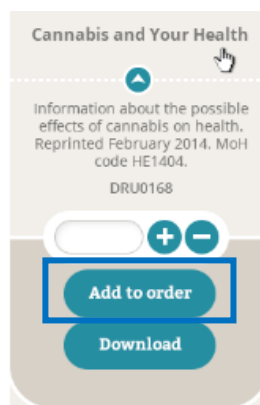 Cannabis and Your Health
Information about the possible
effects of cannabis on health.
Reprinted February 2014. MoH
code HE1404.
DRU0168
+ −
Add to order
Download